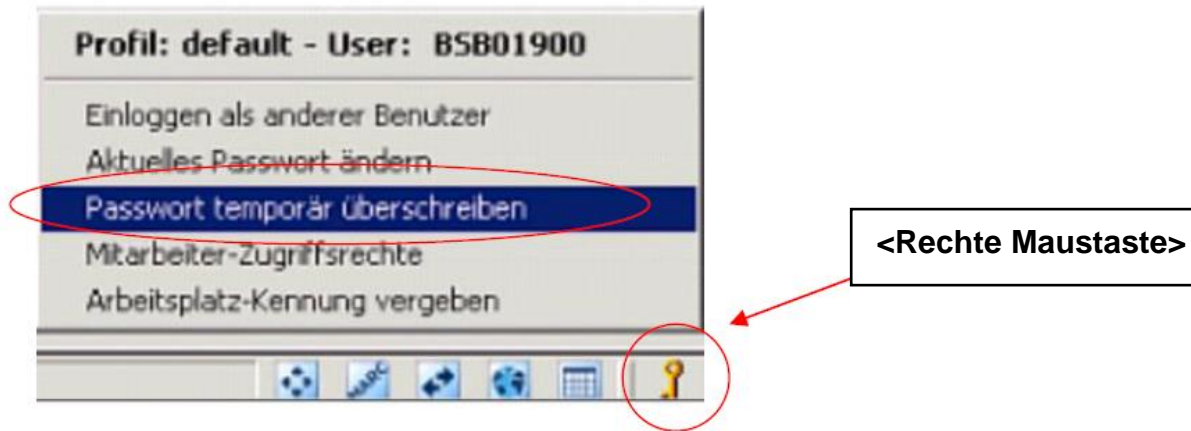 Profil: default - User: BSB01900
Einloggen als anderer Benutzer
Aktuelles Passwort ändern
Passwort temporär überschreiben
Mitarbeiter-Zugriffsrechte
Arbeitsplatz-Kennung vergeben
<Rechte Maustaste>
MARC